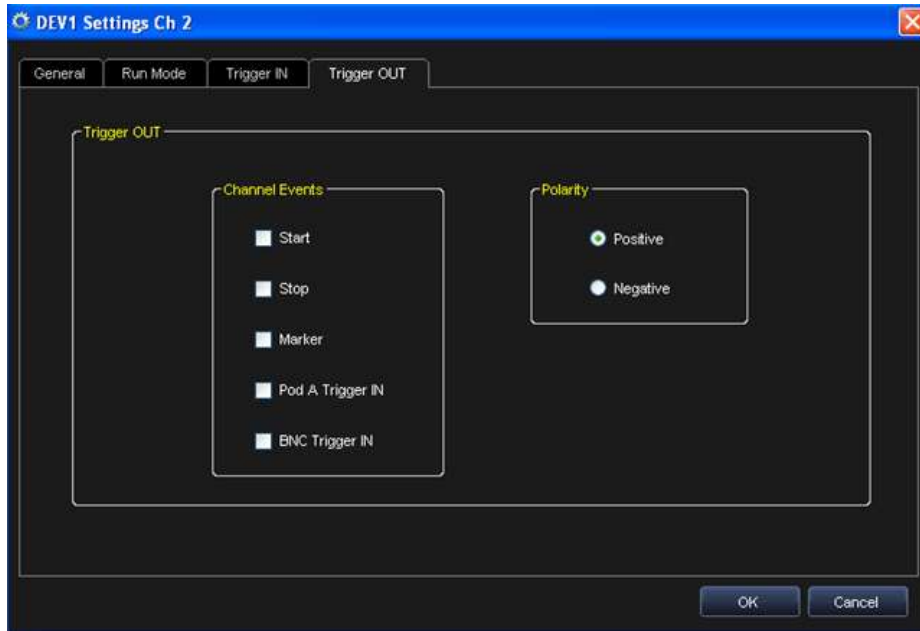 DEV1 Settings Ch 2
General Run Mode Trigger IN Trigger OUT
Trigger OUT
Channel Events
Start
Stop
Marker
Pod A Trigger IN
BNC Trigger IN
Polarity
Positive
Negative
OK Cancel